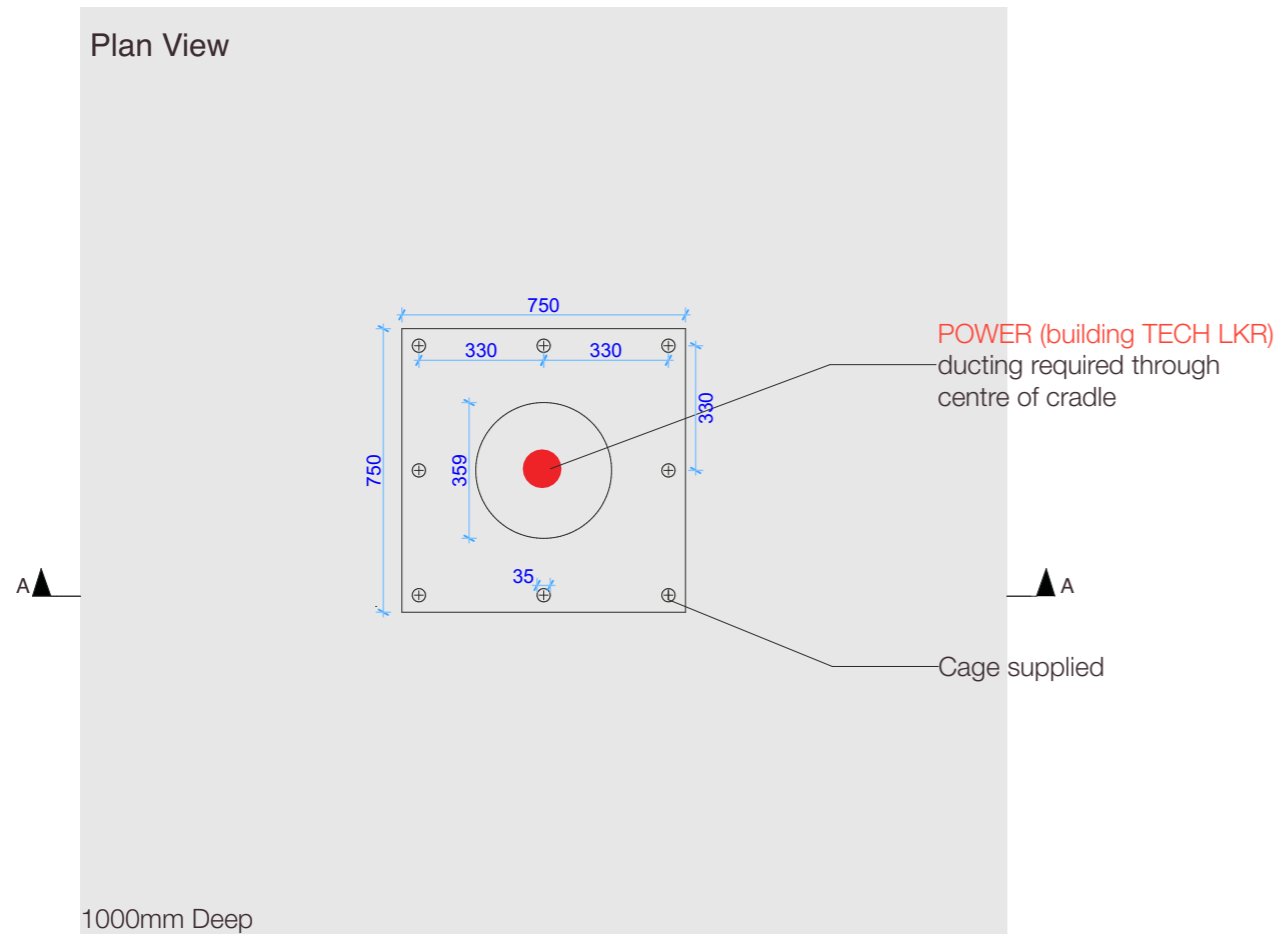 Plan View
750
330
330
POWER (building TECH LKR)
ducting required through
centre of cradle
330
750
359
35
A
A
Cage supplied
1000mm Deep